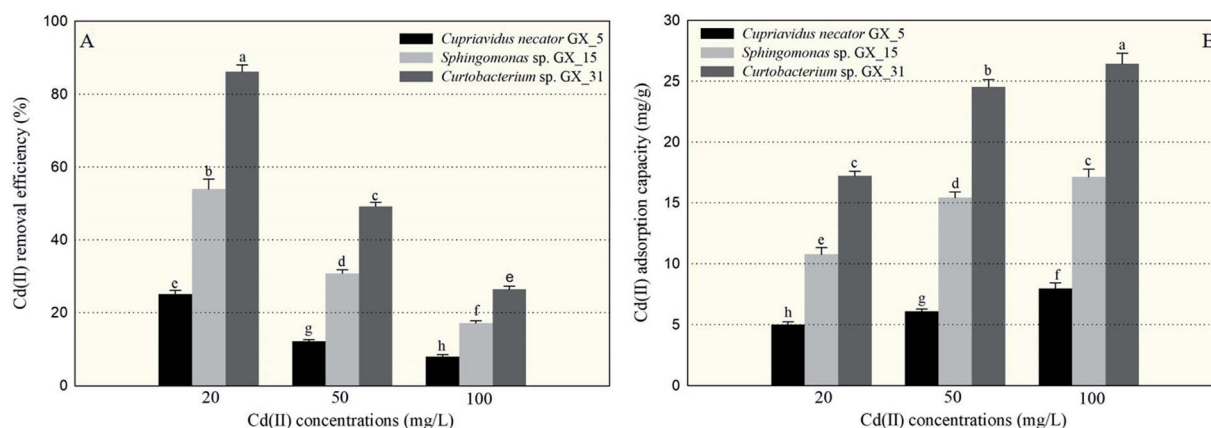 A
Cupriavidus necator GX_5
Sphingomonas sp. GX_15
Curtobacterium sp. GX_31
Cd(II) removal efficiency (%)
100
80
60
40
20
0
e
b
a
g
d
c
h
f
e
20
50
100
Cd(II) concentrations (mg/L)
B
Cupriavidus necator GX_5
Sphingomonas sp. GX_15
Curtobacterium sp. GX_31
Cd(II) adsorption capacity (mg/g)
30
25
20
15
10
5
0
h
e
c
g
d
b
f
c
a
20
50
100
Cd(II) concentrations (mg/L)